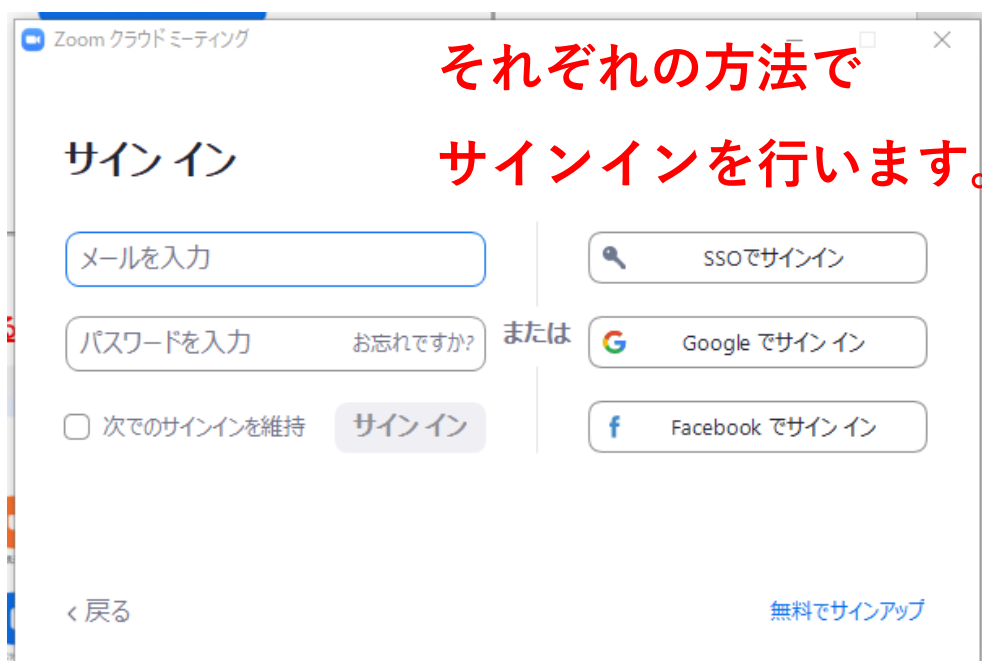 Zoom クラウド ミーティング
それぞれの方法で
サインインを行います。
サイン イン
メールを入力
パスワードを入力 お忘れですか?
次でのサインインを維持 サイン イン
または
SSOでサインイン
Google でサイン イン
Facebook でサイン イン
< 戻る
無料でサインアップ